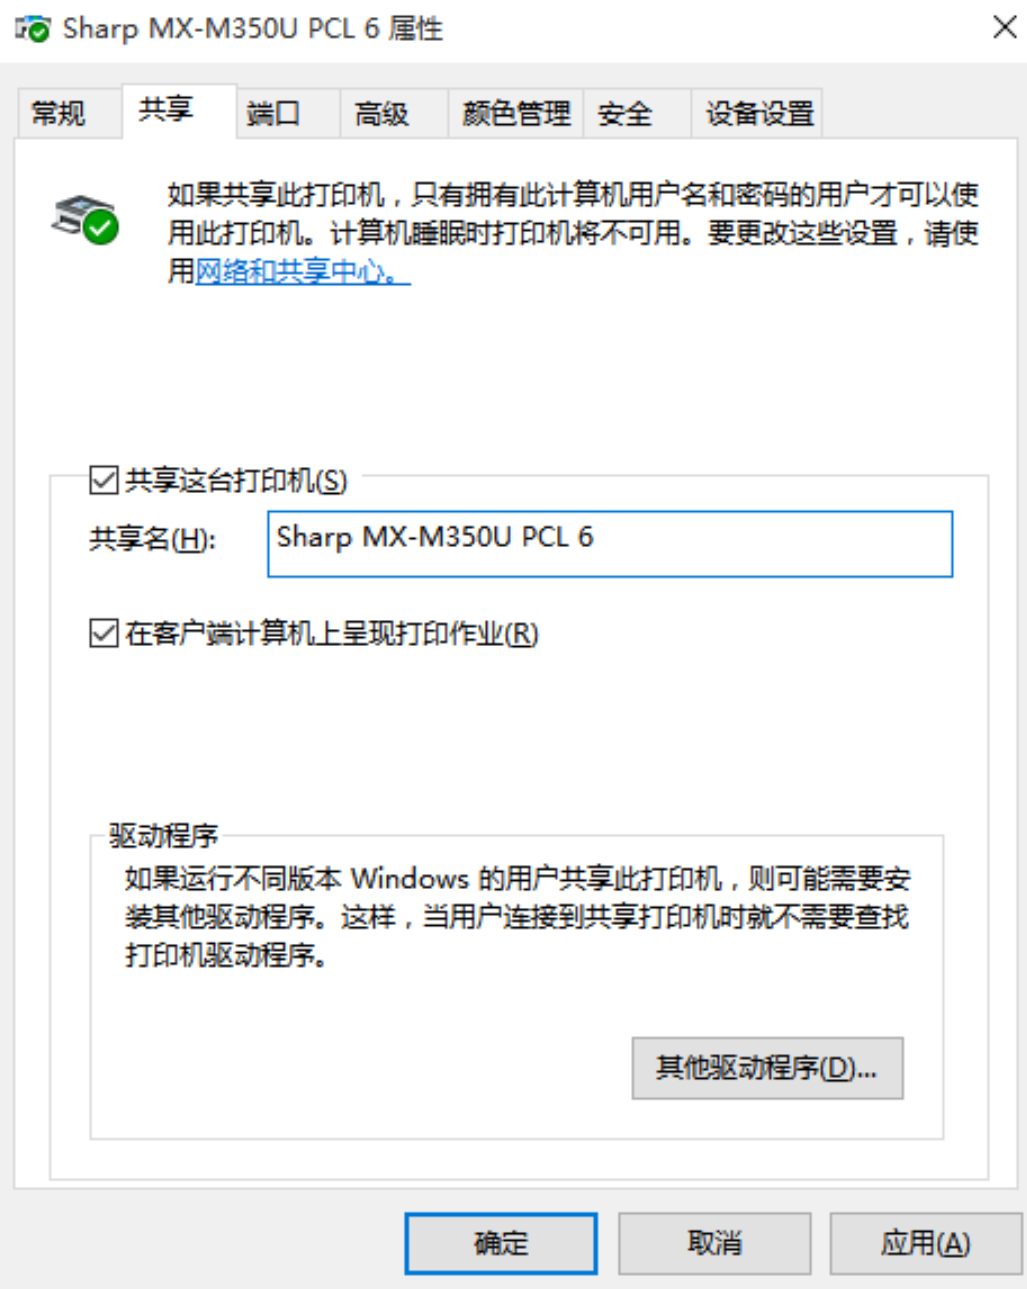 Sharp MX-M350U PCL 6 属性
常规 共享 端口 高级 颜色管理 安全 设备设置
如果共享此打印机，只有拥有此计算机用户名和密码的用户才可以使
用此打印机。计算机睡眠时打印机将不可用。要更改这些设置，请使
用网络和共享中心。
共享这台打印机(S)
共享名(H): Sharp MX-M350U PCL 6
在客户端计算机上呈现打印作业(R)
驱动程序
如果运行不同版本 Windows 的用户共享此打印机，则可能需要安
装其他驱动程序。这样，当用户连接到共享打印机时就不需要查找
打印机驱动程序。
其他驱动程序(D)...
确定 取消 应用(A)